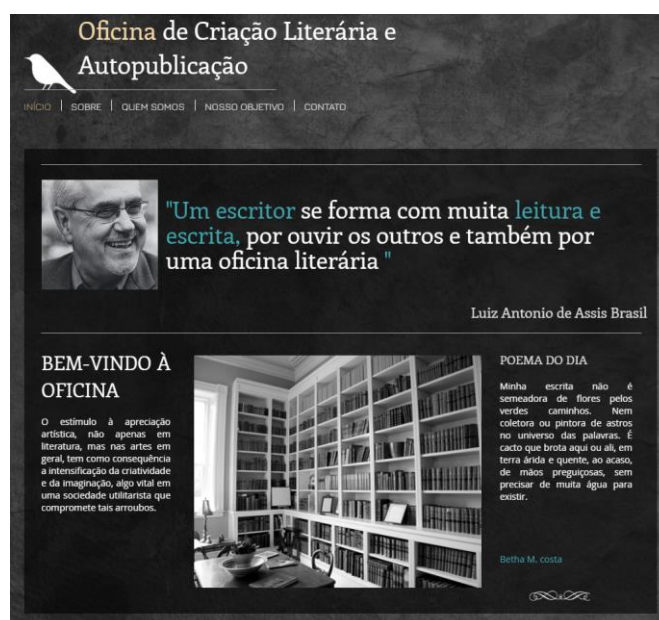 Oficina de Criação Literária e
Autopublicação
INÍCIO | SOBRE | QUEM SOMOS | NOSSO OBJETIVO | CONTATO
"Um escritor se forma com muita leitura e
escrita, por ouvir os outros e também por
uma oficina literária "
Luiz Antonio de Assis Brasil
BEM-VINDO À
OFICINA
O estímulo à apreciação
artística, não apenas em
literatura, mas nas artes em
geral, tem como consequência
a intensificação da criatividade
e da imaginação, algo vital em
uma sociedade utilitarista que
compromete tais arroubos.
POEMA DO DIA
Minha escrita não é
semeadora de flores pelos
verdes caminhos. Nem
coletora ou pintora de astros
no universo das palavras. É
cacto que brota aqui ou ali, em
terra árida e quente, ao acaso,
de mãos preguiçosas, sem
precisar de muita água para
existir.
Betha M. costa